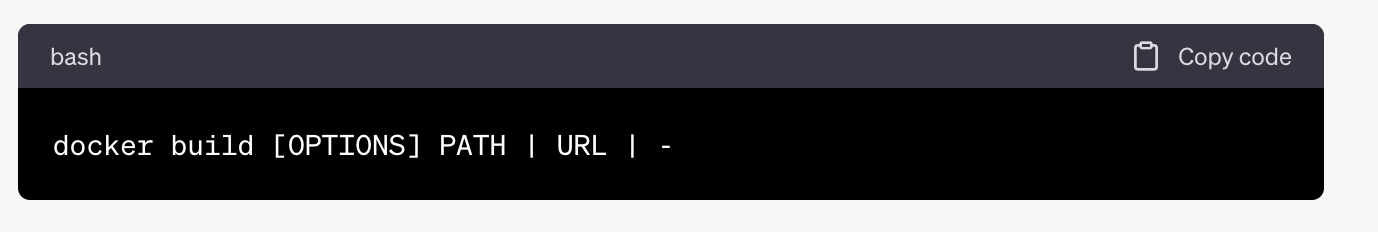 bash Copy code
docker build [OPTIONS] PATH | URL | -